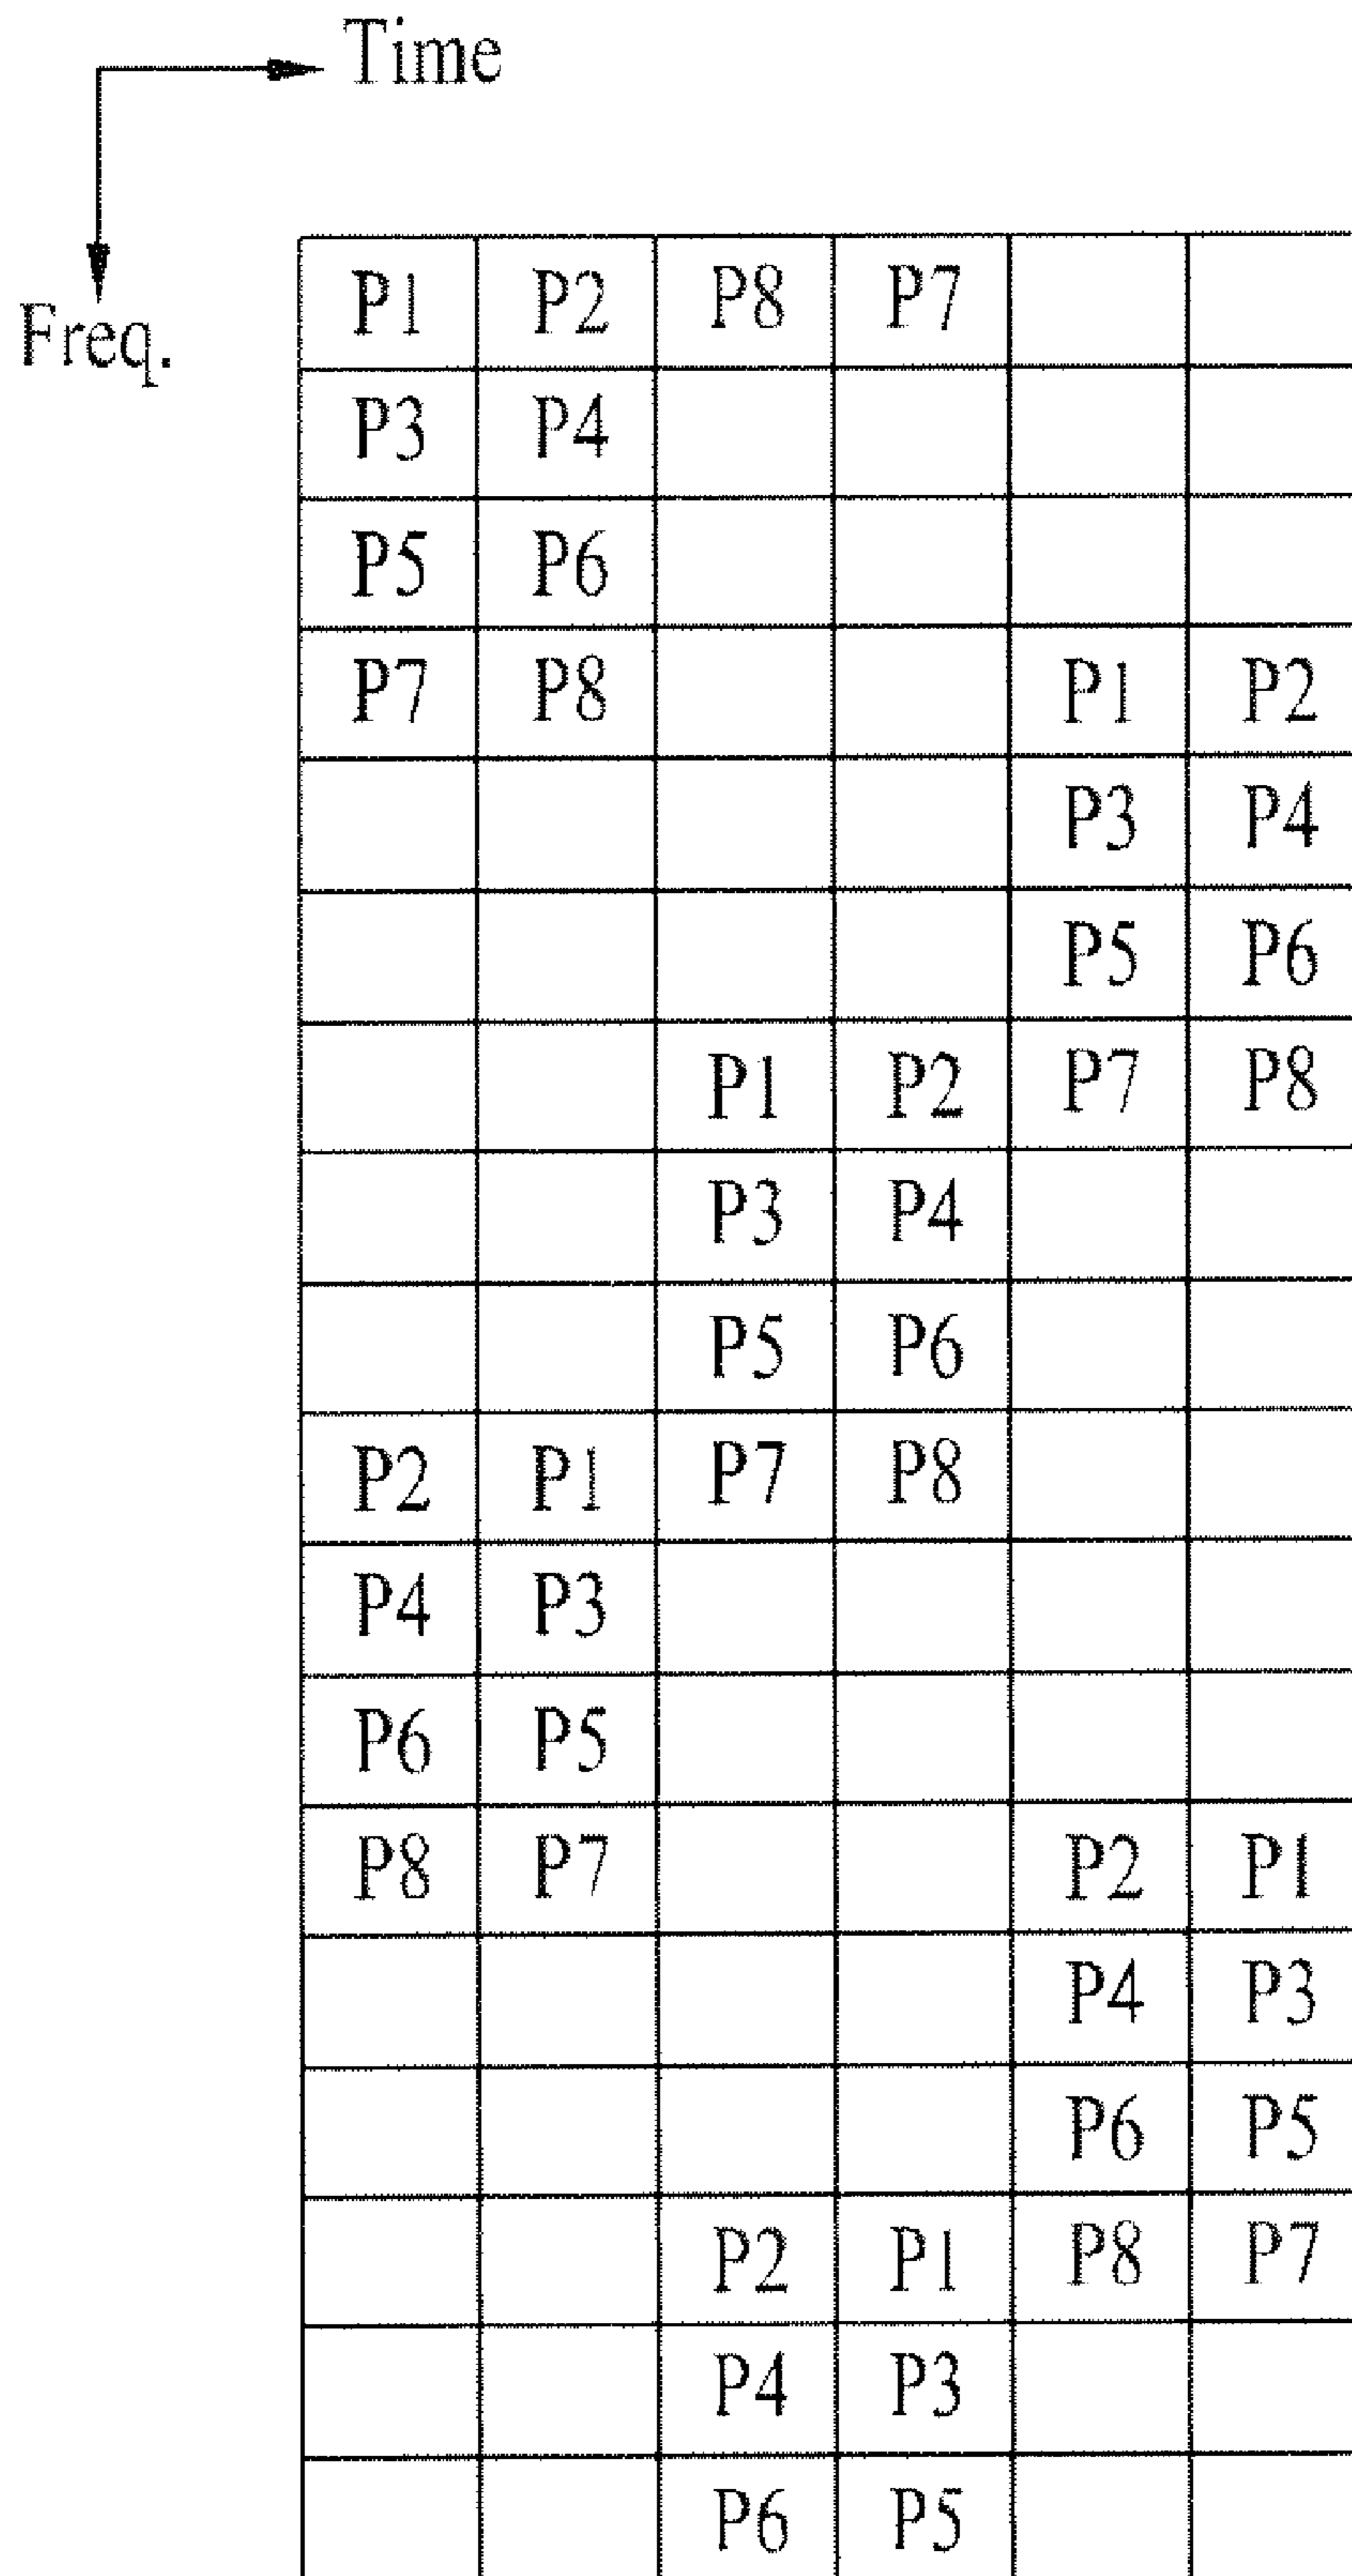 Time
Freq.
P1 P2 P8 P7
P3 P4
P5 P6
P7 P8 P1 P2
P3 P4
P5 P6
P1 P2 P7 P8
P3 P4
P5 P6
P2 P1 P7 P8
P4 P3
P6 P5
P8 P7 P2 P1
P4 P3
P6 P5
P2 P1 P8 P7
P4 P3
P6 P5